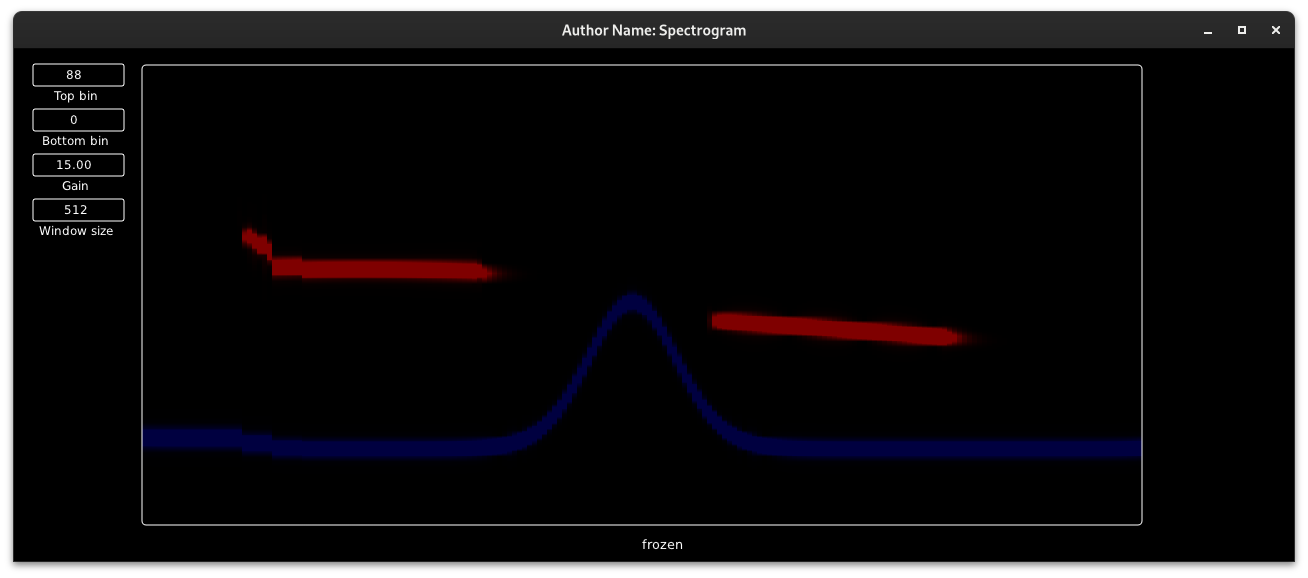 Author Name: Spectrogram
88
Top bin
0
Bottom bin
15.00
Gain
512
Window size
frozen